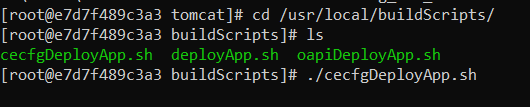 [root@e7d7f489c3a3 tomcat]# cd /usr/local/buildScripts/
[root@e7d7f489c3a3 buildScripts]# ls
cecfgDeployApp.sh  deployApp.sh  oapiDeployApp.sh
[root@e7d7f489c3a3 buildScripts]# ./cecfgDeployApp.sh